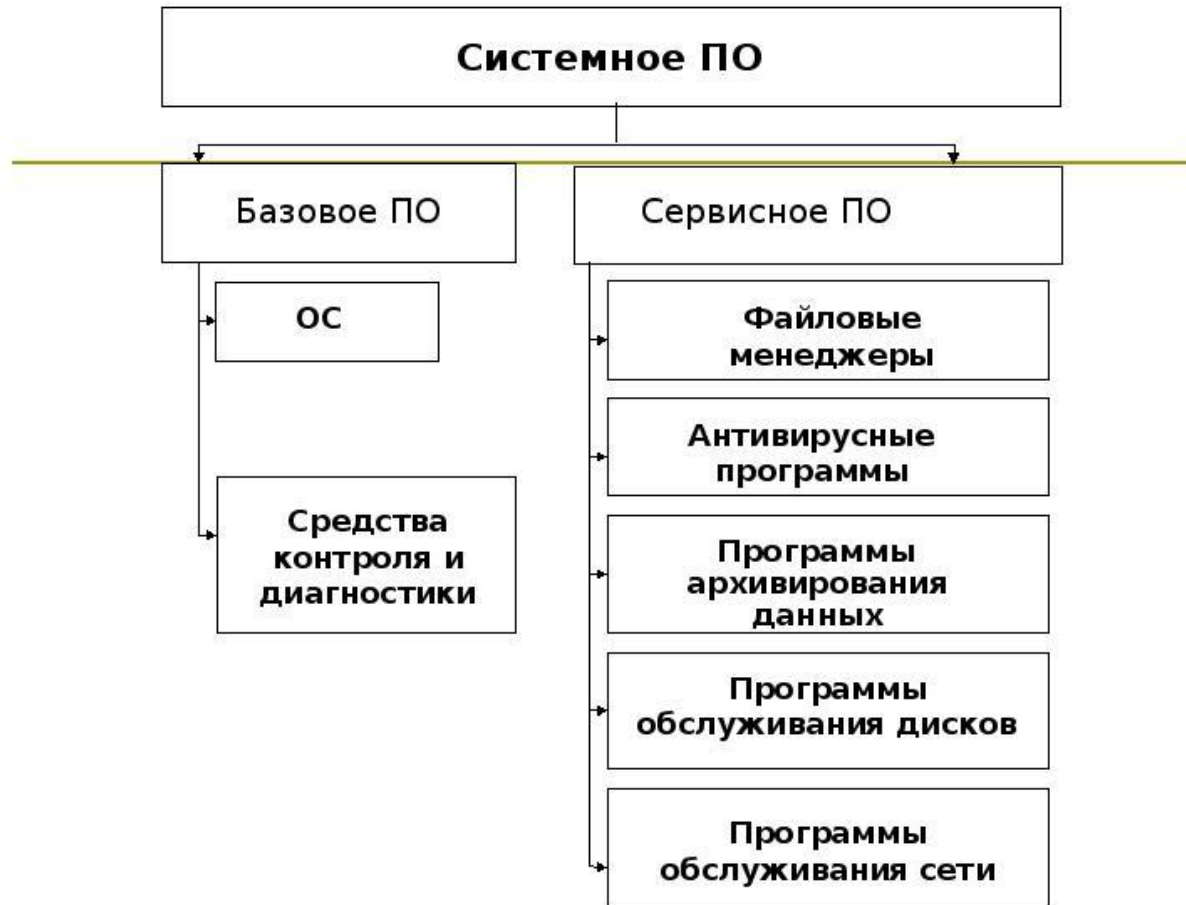 Системное ПО
Базовое ПО
ОС
Средства
контроля и
диагностики
Сервисное ПО
Файловые
менеджеры
Антивирусные
программы
Программы
архивирования
данных
Программы
обслуживания дисков
Программы
обслуживания сети